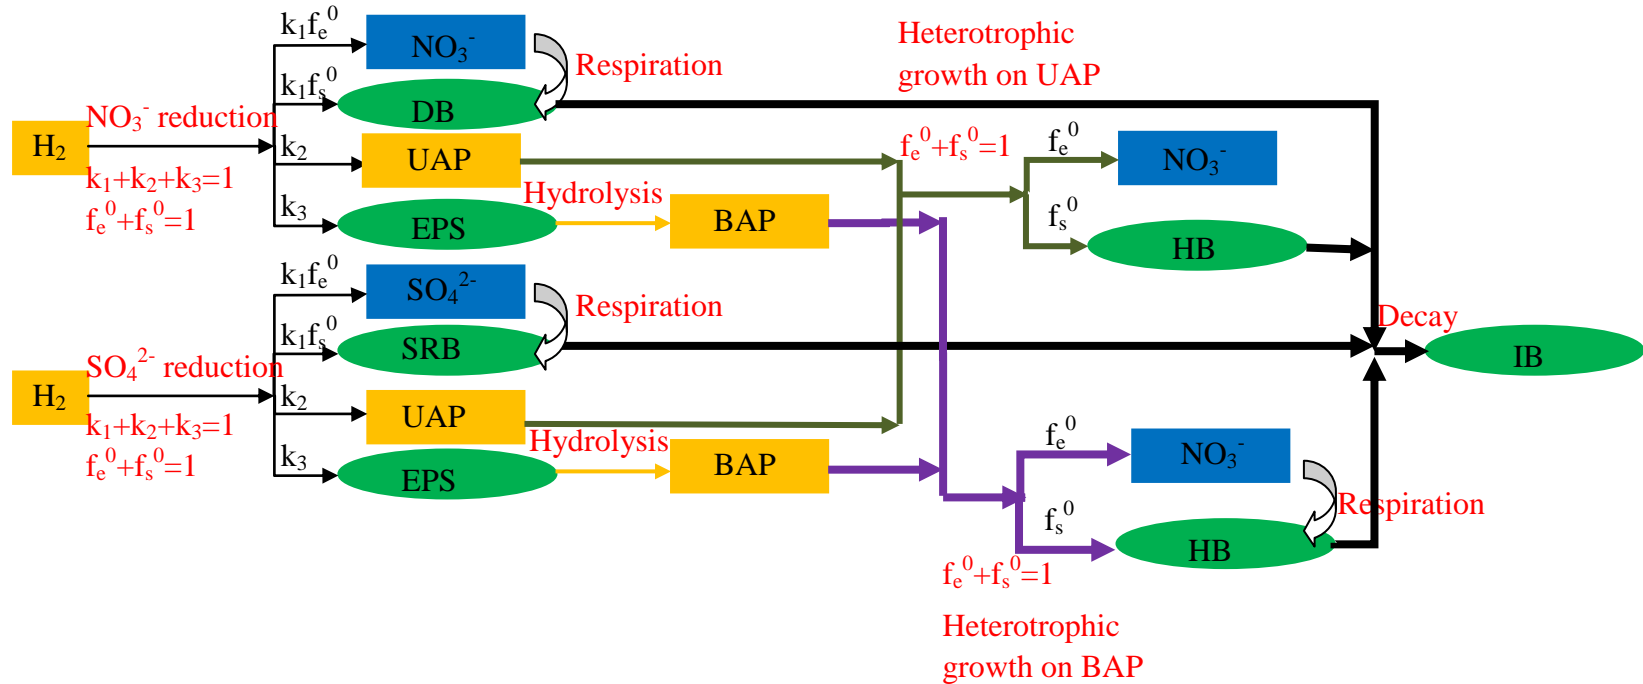 k₁fₑ⁰
NO₃⁻
Respiration
Heterotrophic
growth on UAP
k₁fₛ⁰
DB
H₂
NO₃⁻ reduction
k₁+k₂+k₃=1
fₑ⁰+fₛ⁰=1
k₂
UAP
k₃
EPS
Hydrolysis
BAP
fₑ⁰+fₛ⁰=1
fₑ⁰
NO₃⁻
fₛ⁰
HB
k₁fₑ⁰
SO₄²⁻
Respiration
k₁fₛ⁰
SRB
Decay
IB
H₂
SO₄²⁻ reduction
k₁+k₂+k₃=1
fₑ⁰+fₛ⁰=1
k₂
UAP
k₃
EPS
Hydrolysis
BAP
fₑ⁰
NO₃⁻
Respiration
fₛ⁰
HB
fₑ⁰+fₛ⁰=1
Heterotrophic
growth on BAP